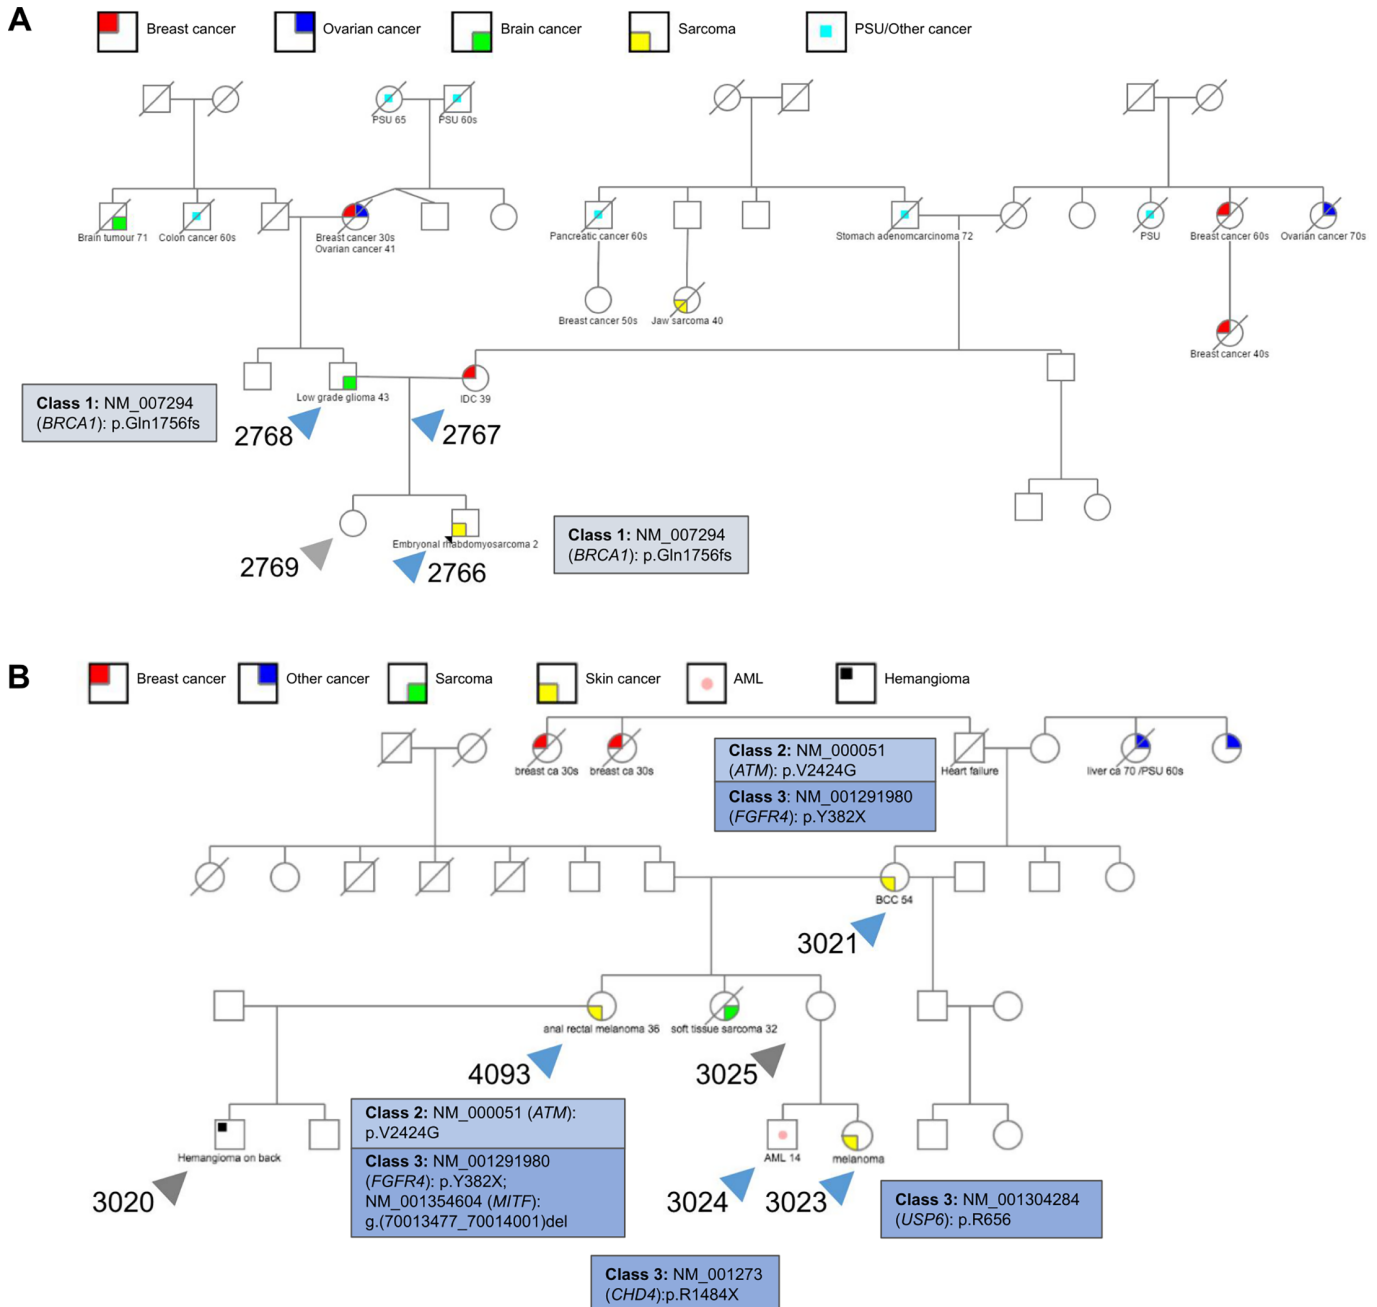 A
Breast cancer
Ovarian cancer
Brain cancer
Sarcoma
PSU/Other cancer
PSU 65
PSU 60s
Brain tumour 71
Colon cancer 60s
Breast cancer 30s
Ovarian cancer 41
Pancreatic cancer 60s
Stomach adenomcarcinoma 72
PSU
Breast cancer 60s
Ovarian cancer 70s
Breast cancer 50s
Jaw sarcoma 40
Breast cancer 40s
Class 1: NM_007294
(BRCA1): p.Gln1756fs
Low grade glioma 43
IDC 39
2768
2767
Embryonal rhabdomyosarcoma 2
2769
2766
Class 1: NM_007294
(BRCA1): p.Gln1756fs
B
Breast cancer
Other cancer
Sarcoma
Skin cancer
AML
Hemangioma
breast ca 30s
breast ca 30s
Class 2: NM_000051
(ATM): p.V2424G
Class 3: NM_001291980
(FGFR4): p.Y382X
Heart failure
liver ca 70 /PSU 60s
BCC 54
3021
anal rectal melanoma 36
soft tissue sarcoma 32
4093
3025
Class 2: NM_000051 (ATM):
p.V2424G
Class 3: NM_001291980
(FGFR4): p.Y382X;
NM_001354604 (MITF):
g.(70013477_70014001)del
Hemangioma on back
3020
AML 14
melanoma
3024
3023
Class 3: NM_001304284
(USP6): p.R656
Class 3: NM_001273
(CHD4):p.R1484X